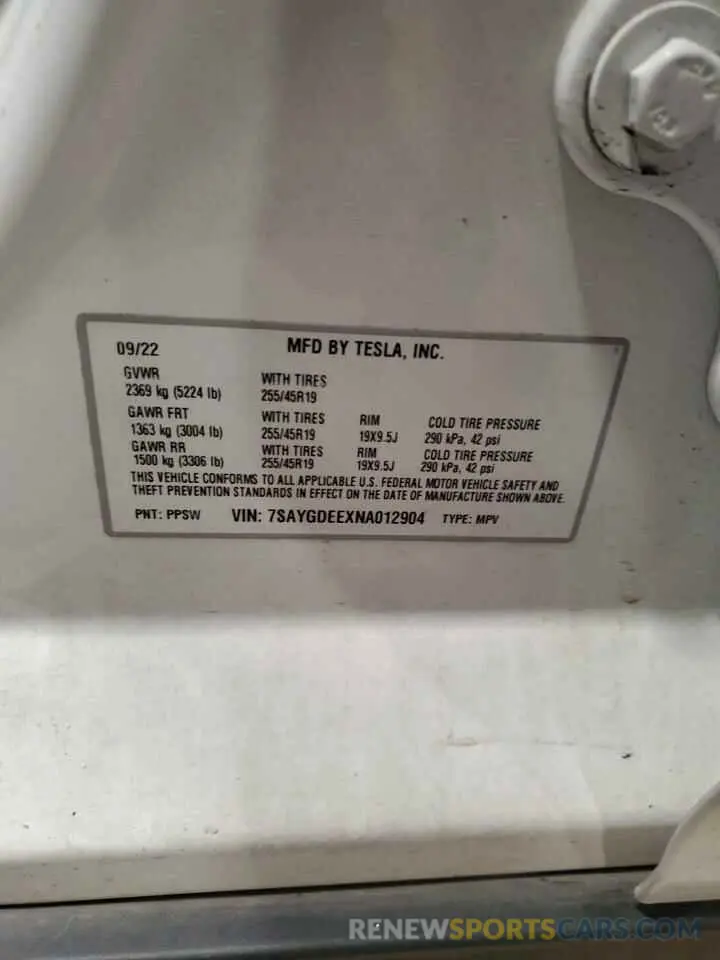 09/22 MFD BY TESLA, INC.
GVWR
2369 kg (5224 lb) WITH TIRES 255/45R19
GAWR FRT
1363 kg (3004 lb) WITH TIRES 255/45R19 RIM 19X9.5J COLD TIRE PRESSURE 290 kPa, 42 psi
GAWR RR
1500 kg (3306 lb) WITH TIRES 255/45R19 RIM 19X9.5J COLD TIRE PRESSURE 290 kPa, 42 psi
THIS VEHICLE CONFORMS TO ALL APPLICABLE U.S. FEDERAL MOTOR VEHICLE SAFETY AND
THEFT PREVENTION STANDARDS IN EFFECT ON THE DATE OF MANUFACTURE SHOWN ABOVE.
PNT: PPSW VIN: 7SAYGDEEXNA012904 TYPE: MPV
RENEWSPORTSCARS.COM